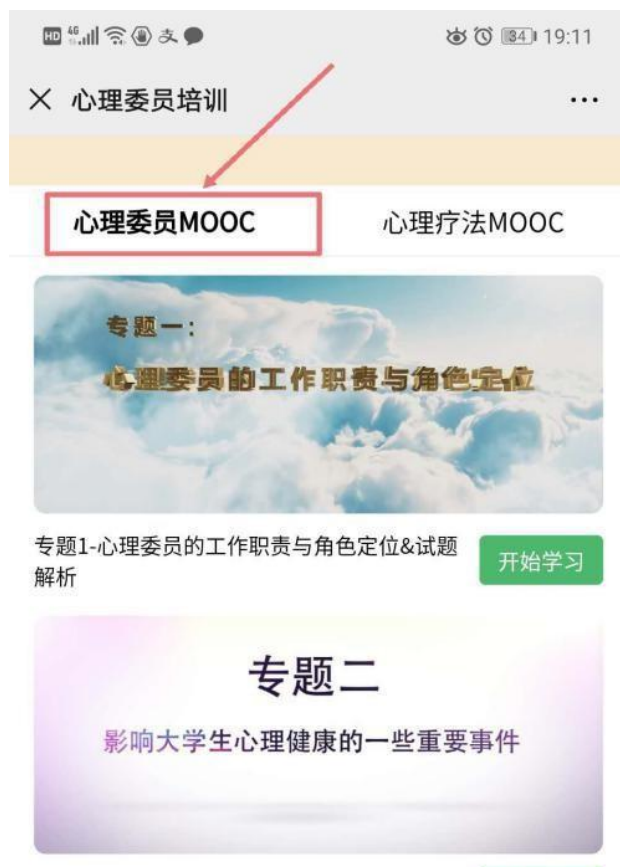 HD 4G 支 34 19:11
心理委员培训
心理委员MOOC 心理疗法MOOC
专题一：
心理委员的工作职责与角色定位
专题1-心理委员的工作职责与角色定位&试题
解析
开始学习
专题二
影响大学生心理健康的一些重要事件